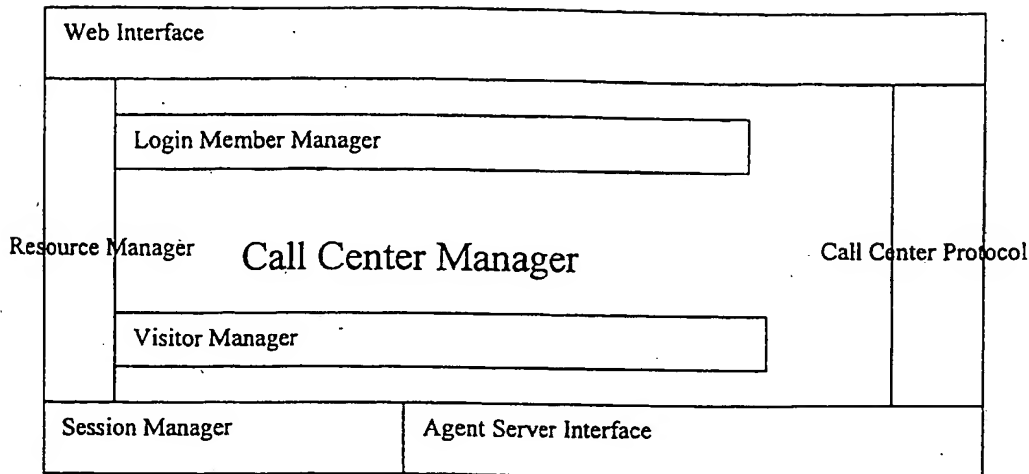 Web Interface
Login Member Manager
Resource Manager
Call Center Manager
Call Center Protocol
Visitor Manager
Session Manager
Agent Server Interface